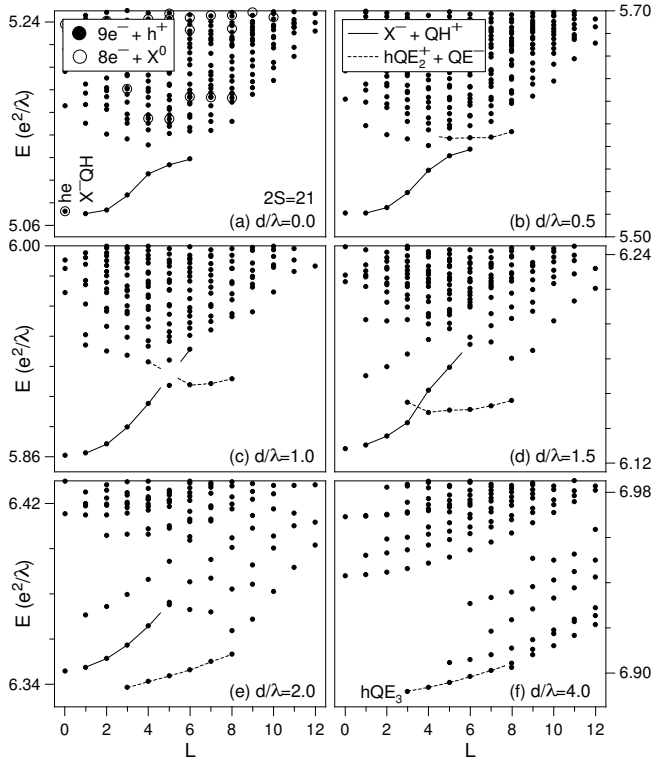 5.24
9e⁻ + h⁺
8e⁻ + X⁰
E (e²/λ)
he
X⁻QH
5.06
2S=21
(a) d/λ=0.0
5.70
X⁻ + QH⁺
hQE₂⁺ + QE⁻
(b) d/λ=0.5
5.50
6.00
E (e²/λ)
5.86
(c) d/λ=1.0
6.24
(d) d/λ=1.5
6.12
6.42
E (e²/λ)
6.34
(e) d/λ=2.0
6.98
hQE₃
6.90
(f) d/λ=4.0
0 1 2 3 4 5 6 7 8 9 10 11 12
L
0 1 2 3 4 5 6 7 8 9 10 11 12
L